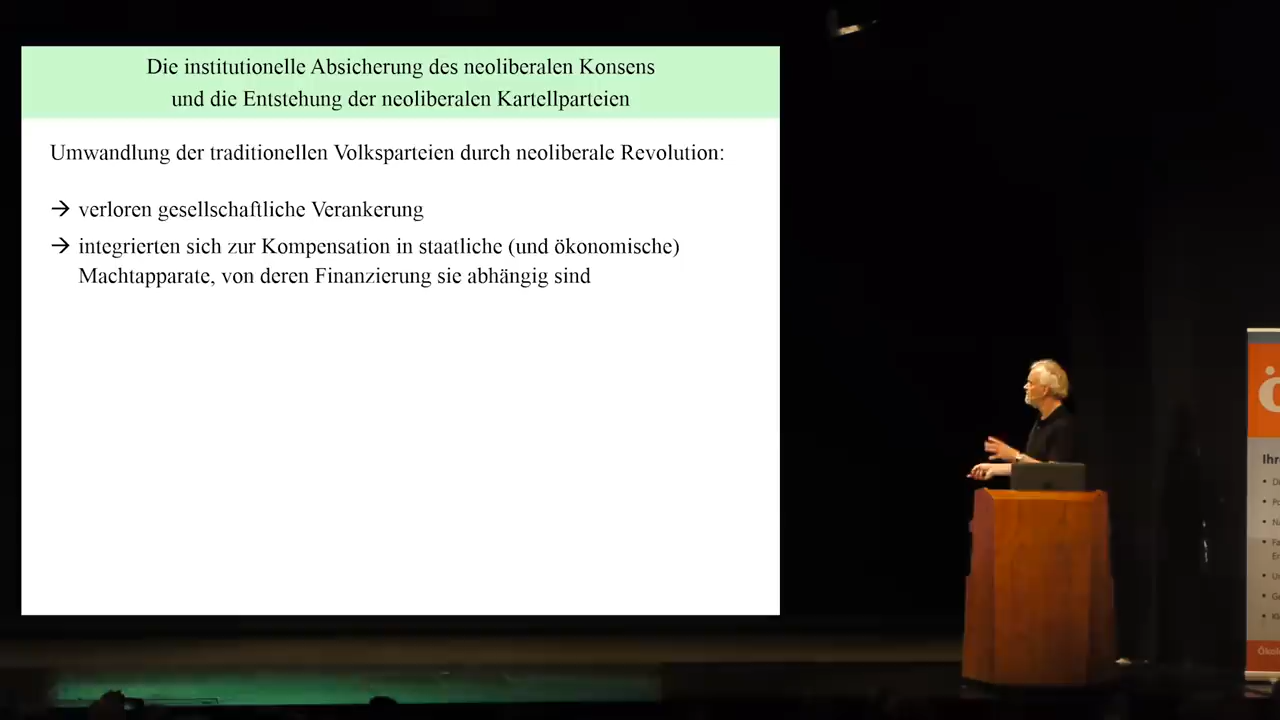 Die institutionelle Absicherung des neoliberalen Konsens
und die Entstehung der neoliberalen Kartellparteien
Umwandlung der traditionellen Volksparteien durch neoliberale Revolution:
→ verloren gesellschaftliche Verankerung
→ integrierten sich zur Kompensation in staatliche (und ökonomische)
Machtapparate, von deren Finanzierung sie abhängig sind